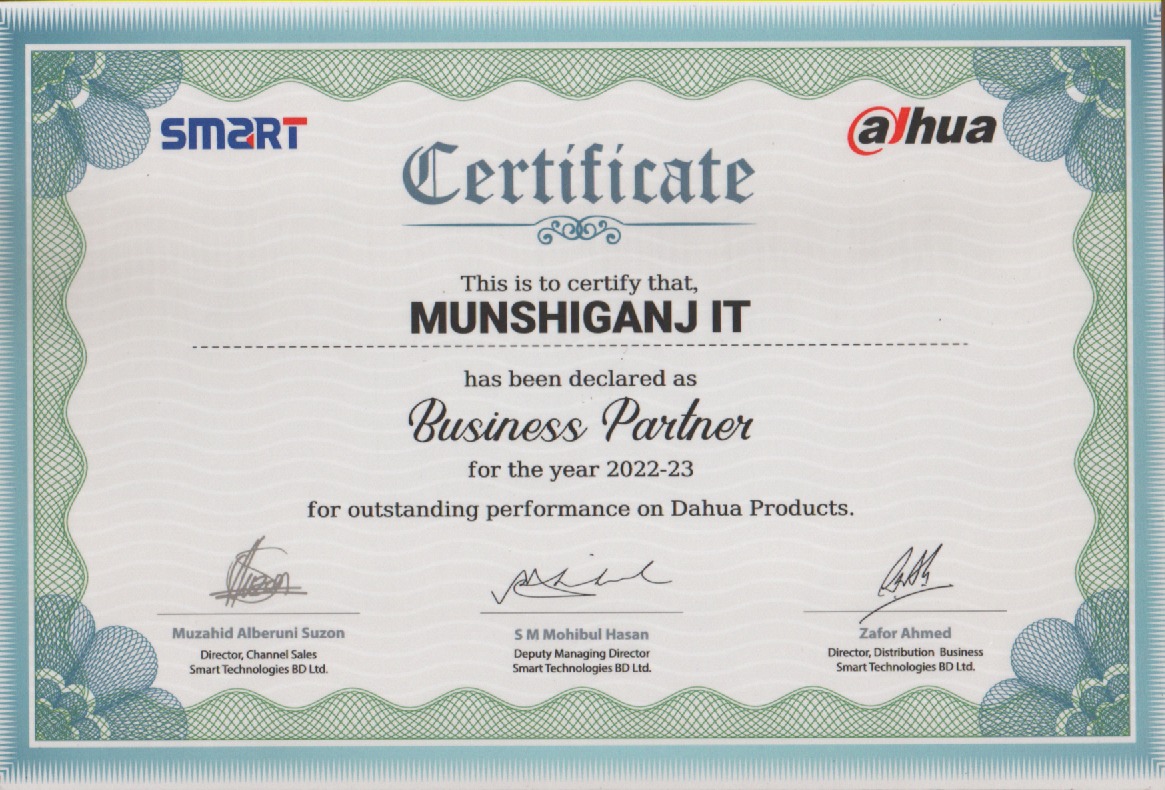 SMART
alhua
Certificate
This is to certify that,
MUNSHIGANJ IT
has been declared as
Business Partner
for the year 2022-23
for outstanding performance on Dahua Products.
Suzon
Muzahid Alberuni Suzon
Director, Channel Sales
Smart Technologies BD Ltd.
S M Mohibul Hasan
Deputy Managing Director
Smart Technologies BD Ltd.
Zafor Ahmed
Director, Distribution Business
Smart Technologies BD Ltd.